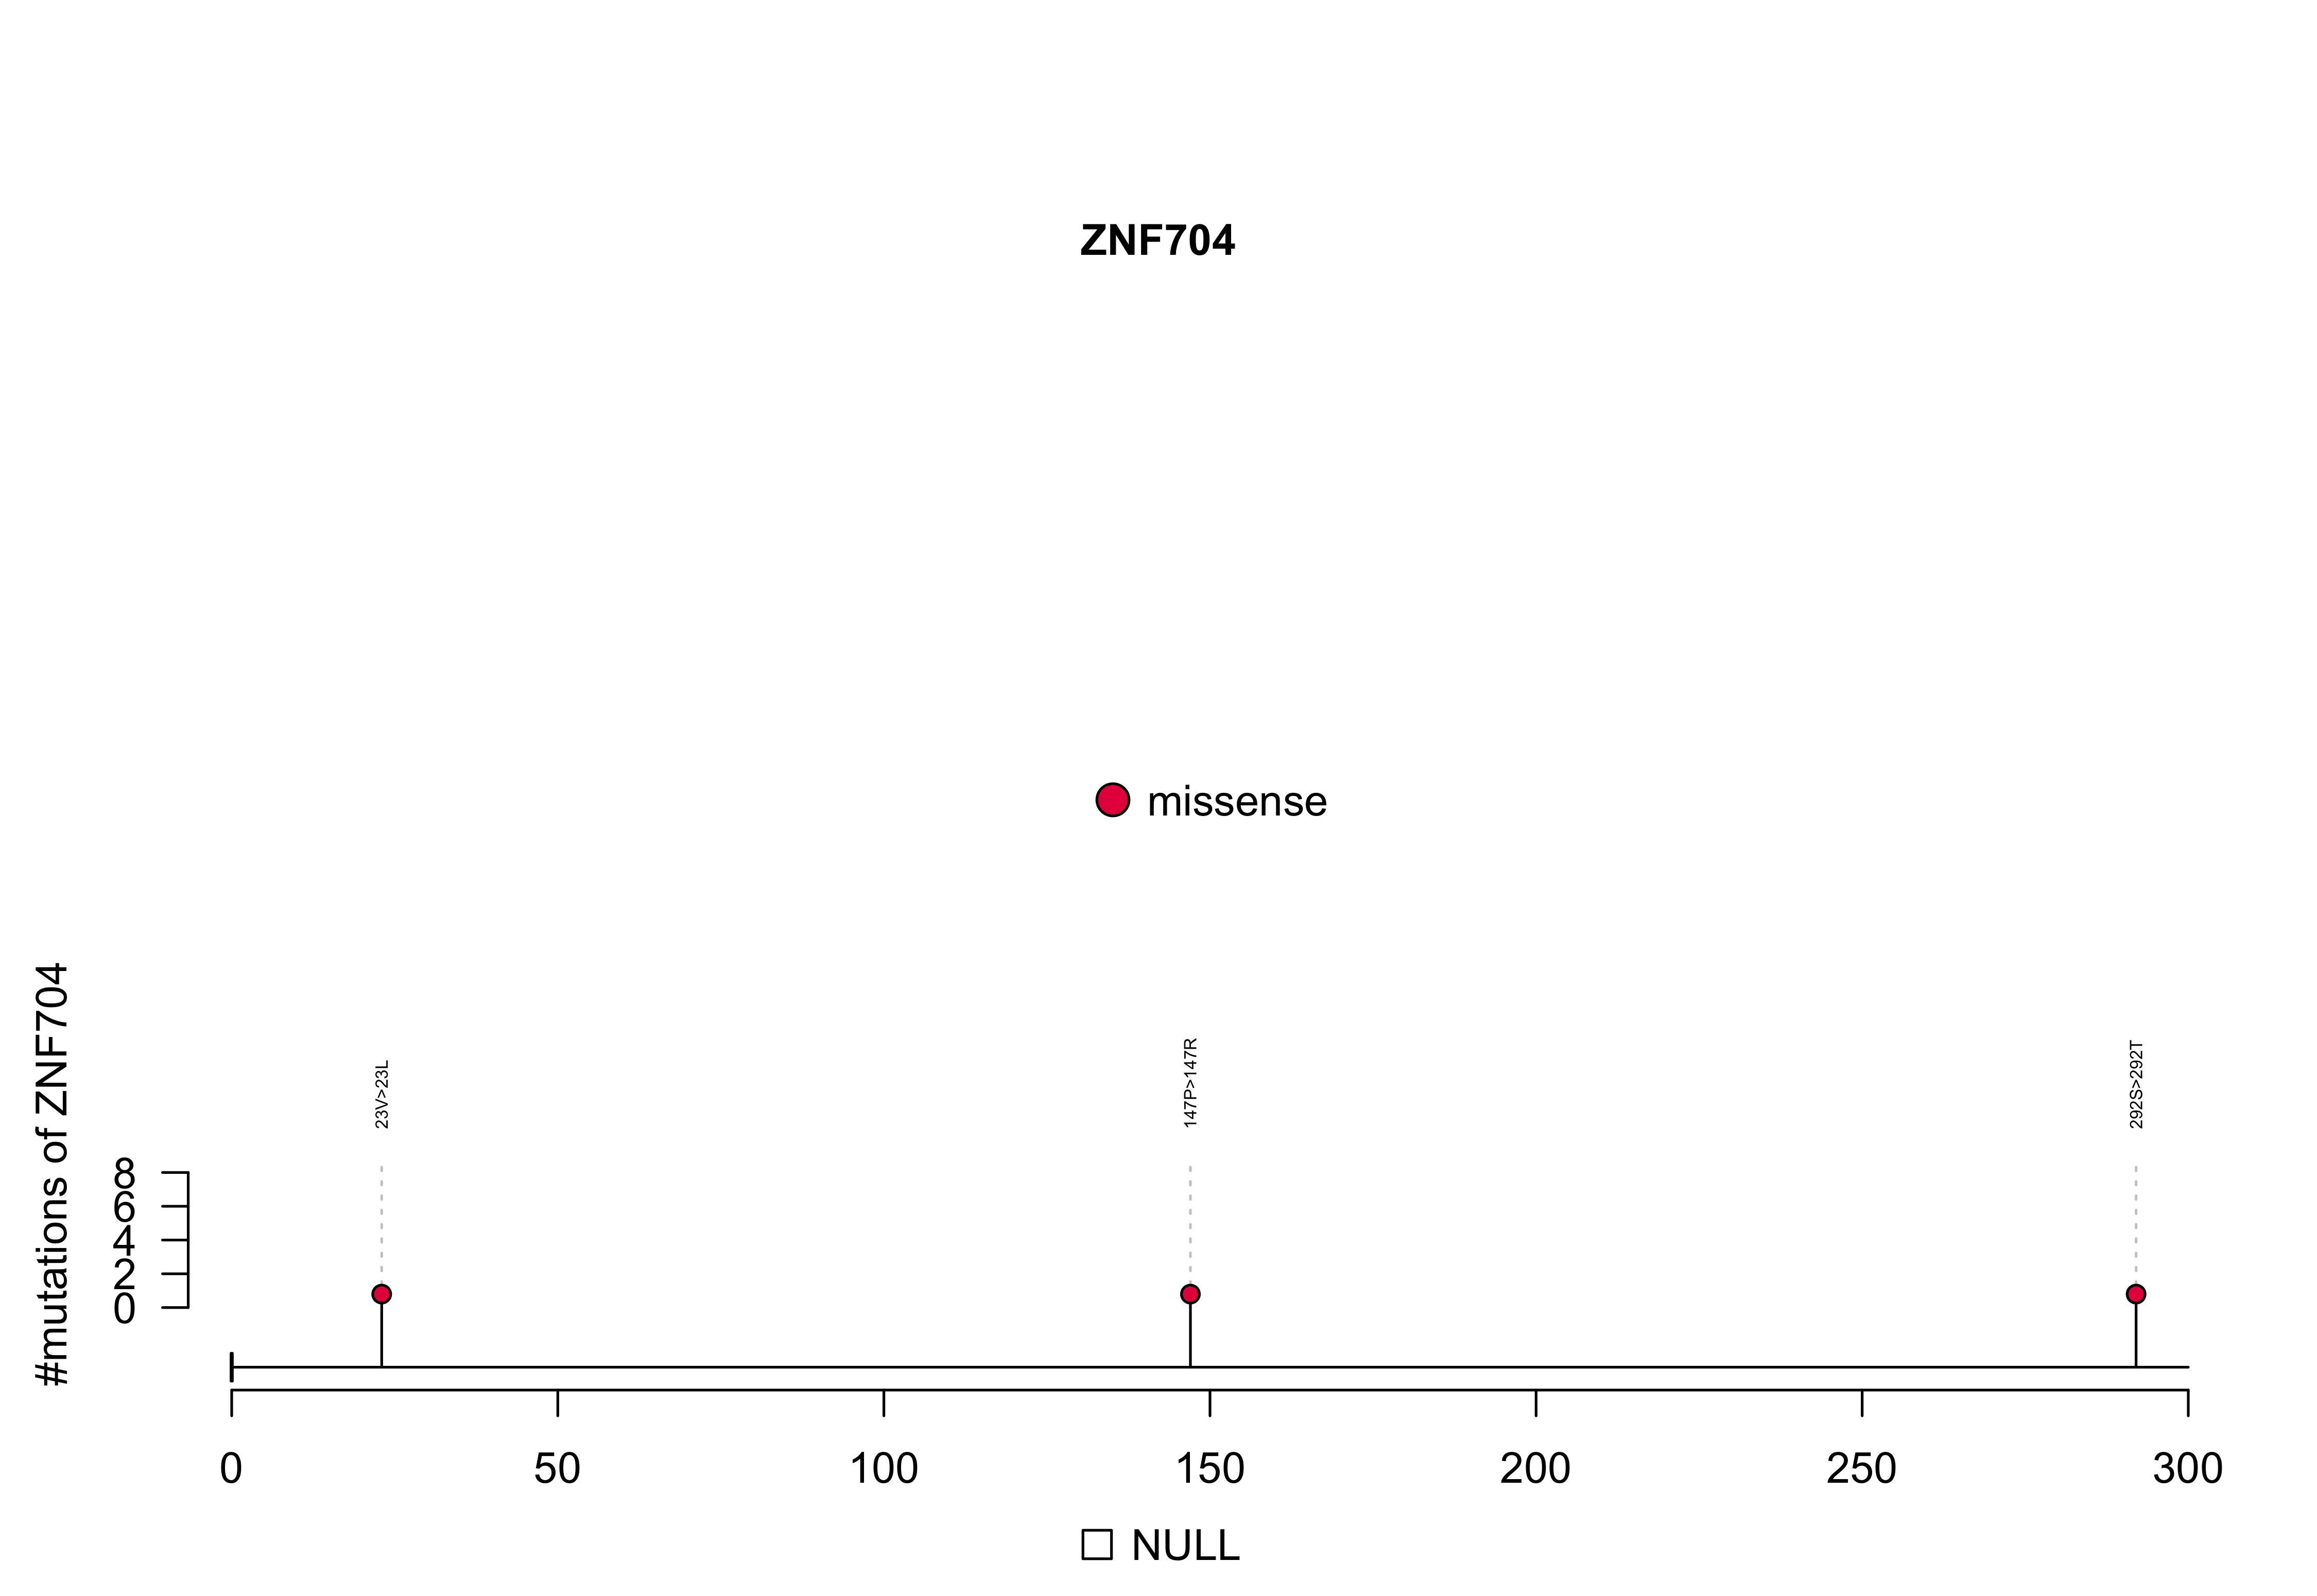 ZNF704
missense
#mutations of ZNF704
23V>23L
147P>147R
292S>292T
8
6
4
2
0
0 50 100 150 200 250 300
NULL